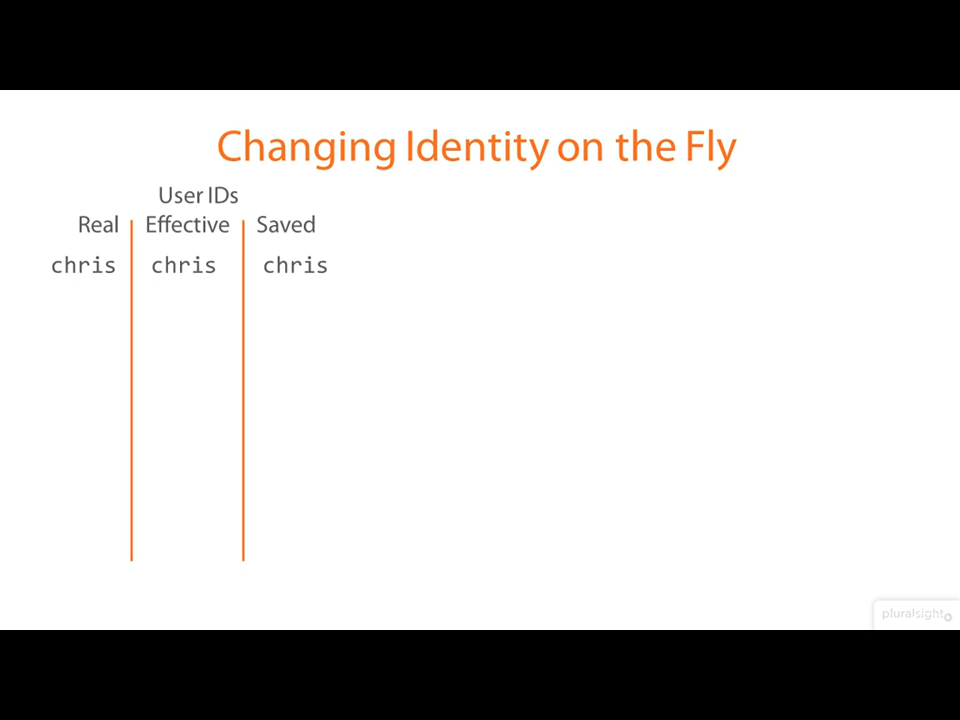 Changing Identity on the Fly
User IDs
Real Effective Saved
chris chris chris
pluralsight